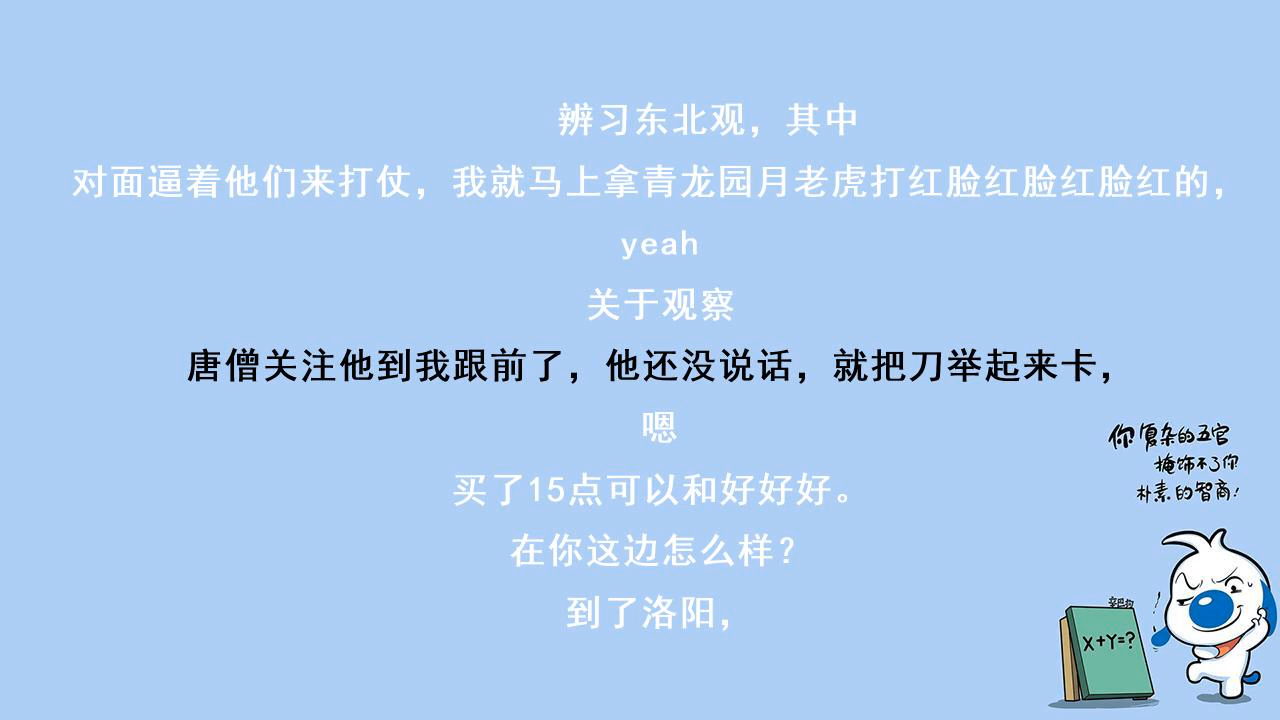 辨习东北观，其中
对面逼着他们来打仗，我就马上拿青龙园月老虎打红脸红脸红脸红的，
yeah
关于观察
唐僧关注他到我跟前了，他还没说话，就把刀举起来卡，
嗯
买了15点可以和好好好。
在你这边怎么样？
到了洛阳，
你复杂的五官
掩饰不了你
朴素的智商！
X+Y=?